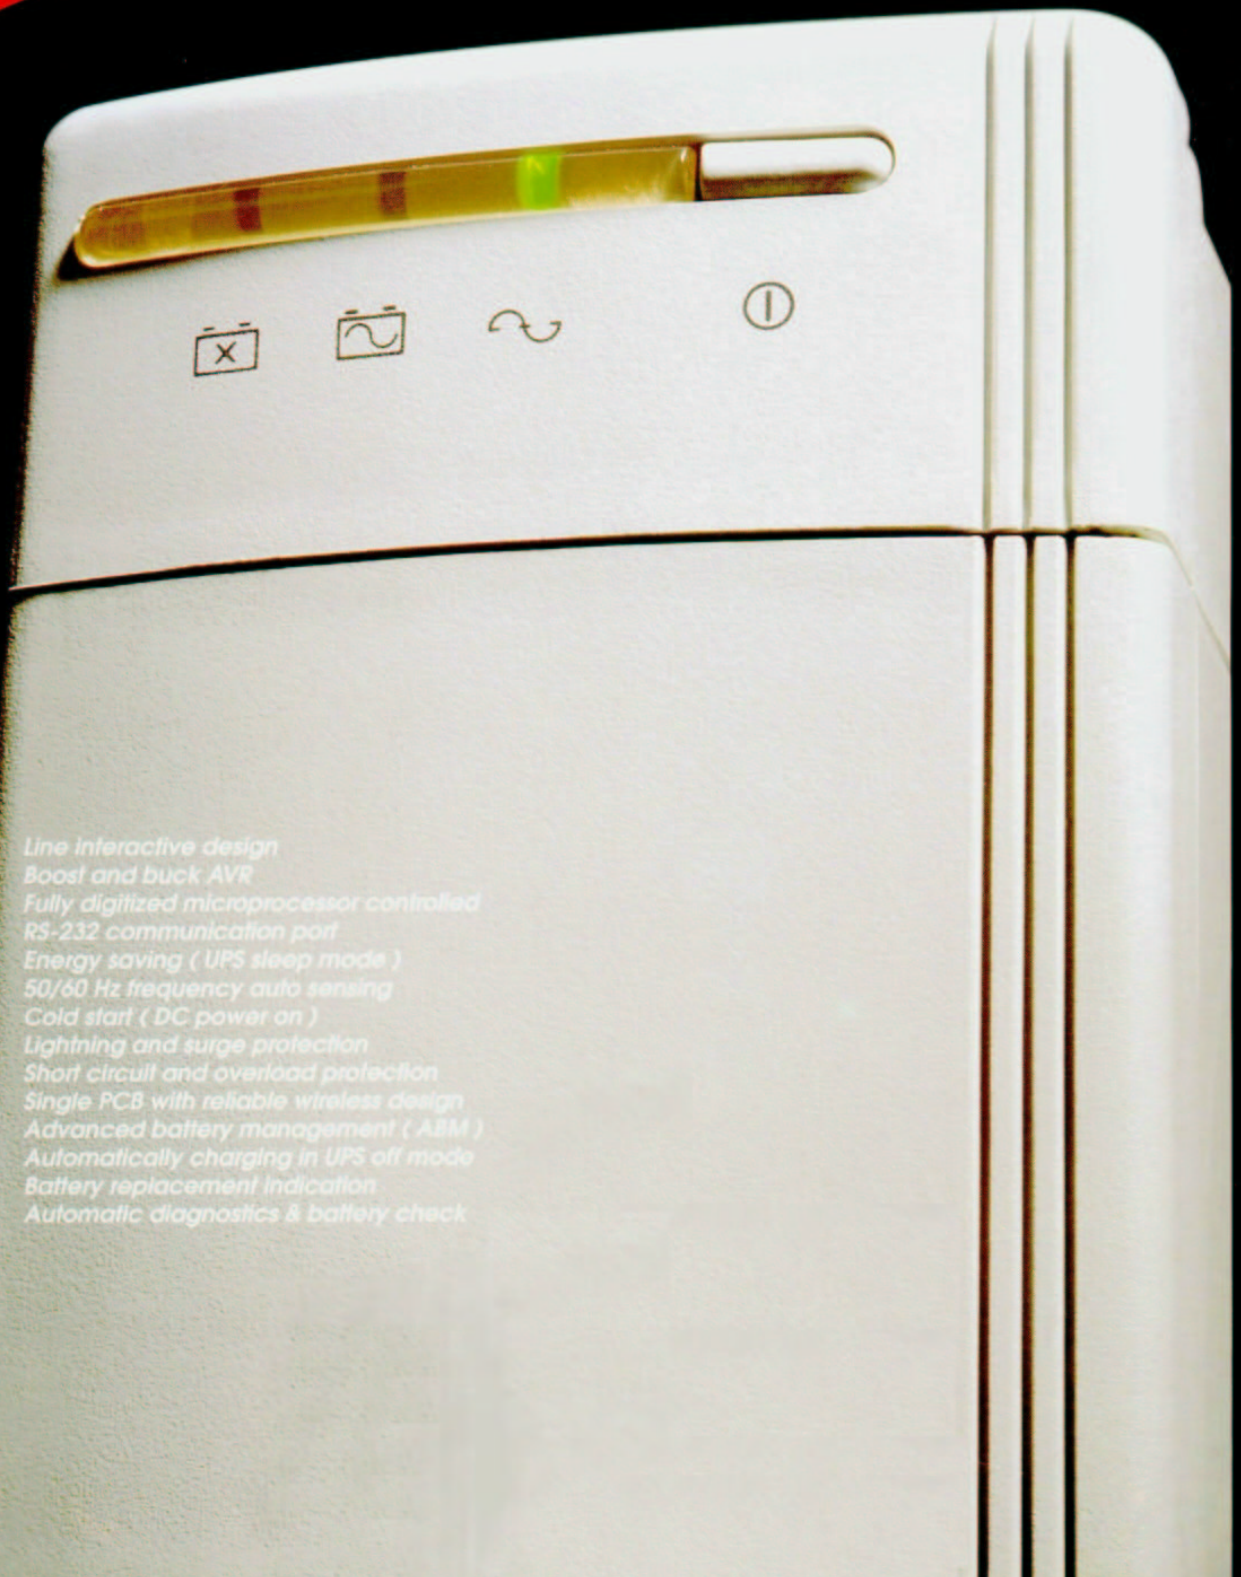 Line interactive design
Boost and buck AVR
Fully digitized microprocessor controlled
RS-232 communication port
Energy saving ( UPS sleep mode )
50/60 Hz frequency auto sensing
Cold start ( DC power on )
Lightning and surge protection
Short circuit and overload protection
Single PCB with reliable wireless design
Advanced battery management ( ABM )
Automatically charging in UPS off mode
Battery replacement indication
Automatic diagnostics & battery check